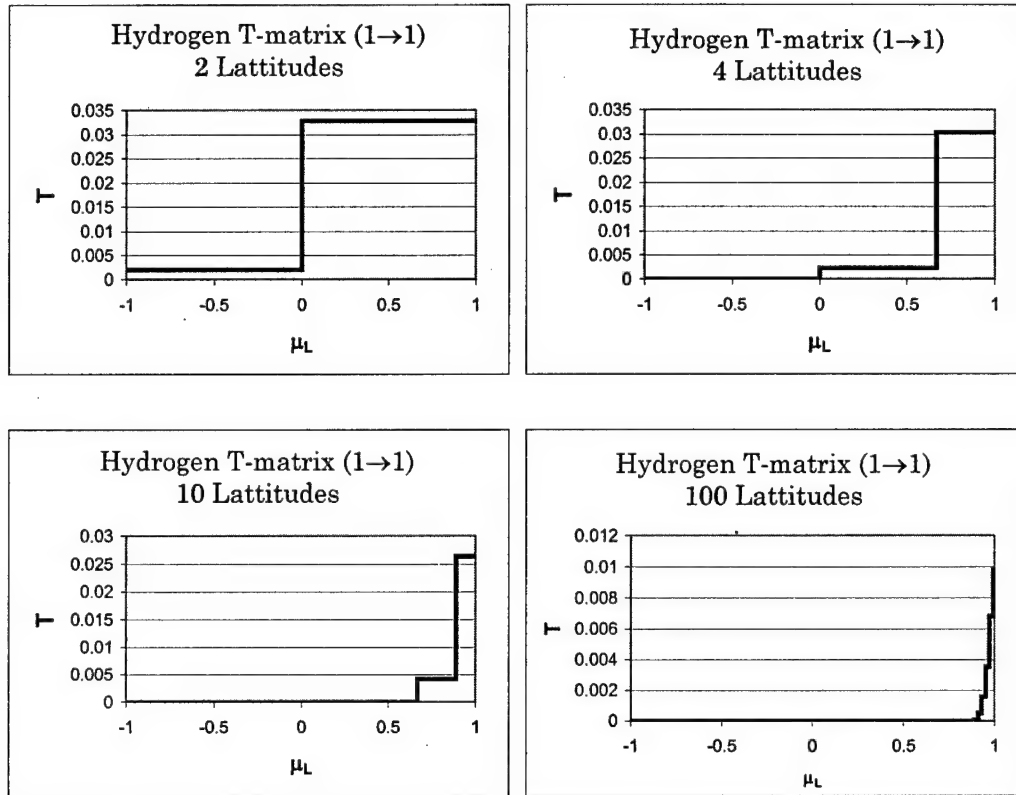 Hydrogen T-matrix (1→1)
2 Lattitudes
0.035
0.03
0.025
0.02
0.015
0.01
0.005
0
T
-1 -0.5 0 0.5 1
μL
Hydrogen T-matrix (1→1)
4 Lattitudes
0.035
0.03
0.025
0.02
0.015
0.01
0.005
0
T
-1 -0.5 0 0.5 1
μL
Hydrogen T-matrix (1→1)
10 Lattitudes
0.03
0.025
0.02
0.015
0.01
0.005
0
T
-1 -0.5 0 0.5 1
μL
Hydrogen T-matrix (1→1)
100 Lattitudes
0.012
0.01
0.008
0.006
0.004
0.002
0
T
-1 -0.5 0 0.5 1
μL